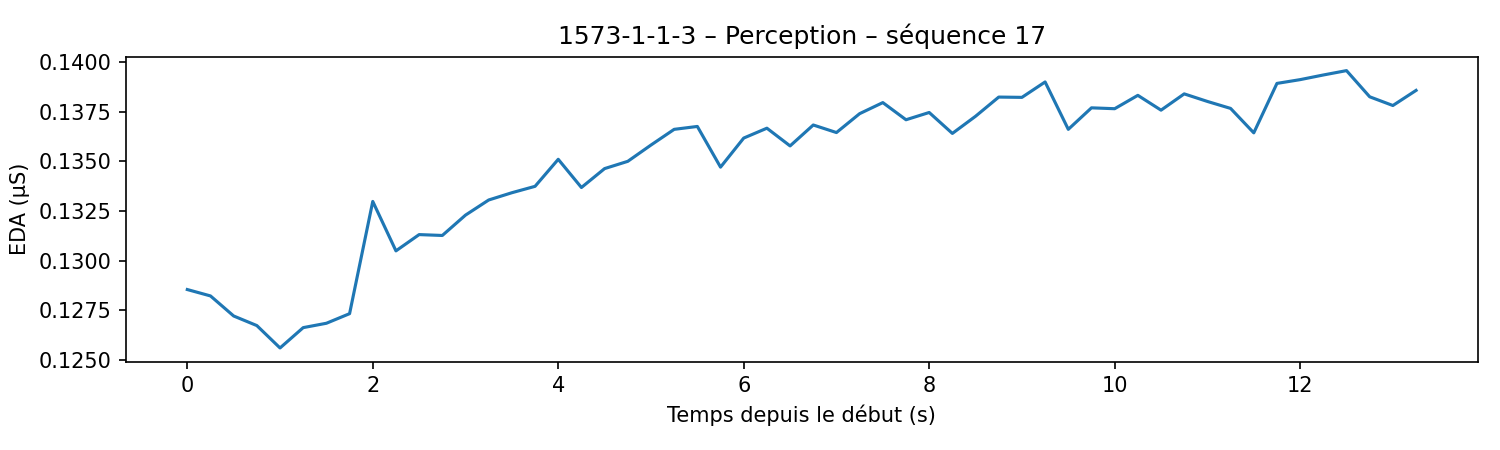 1573-1-1-3 – Perception – séquence 17
EDA (µS)
0.1400
0.1375
0.1350
0.1325
0.1300
0.1275
0.1250
0 2 4 6 8 10 12
Temps depuis le début (s)